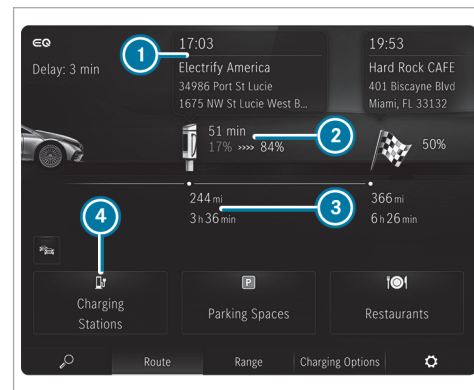 EQ
Delay: 3 min
17:03
Electrify America
34986 Port St Lucie
1675 NW St Lucie West B...
19:53
Hard Rock CAFE
401 Biscayne Blvd
Miami, FL 33132
1
51 min
17% »»» 84%
2
50%
244 mi
3 h 36 min
3
366 mi
6 h 26 min
4
Charging
Stations
P
Parking Spaces
Restaurants
Route
Range
Charging Options